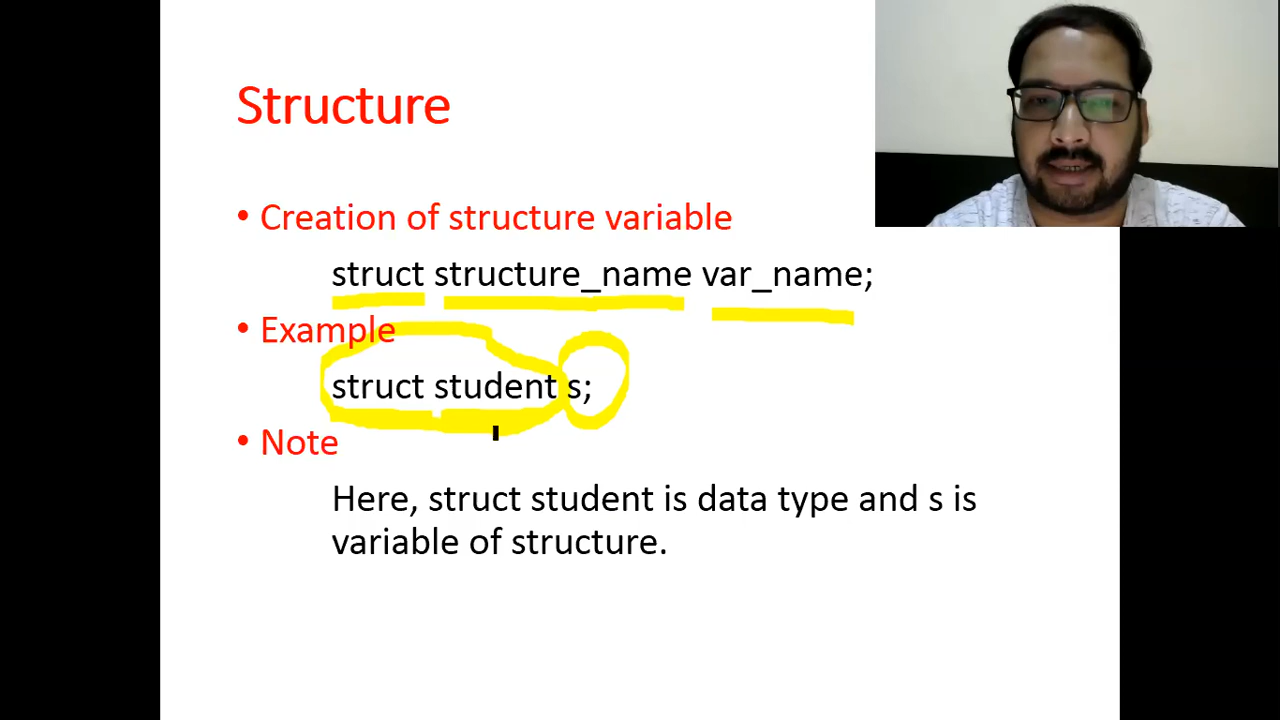 Structure
• Creation of structure variable
struct structure_name var_name;
• Example
struct student s;
• Note
Here, struct student is data type and s is
variable of structure.